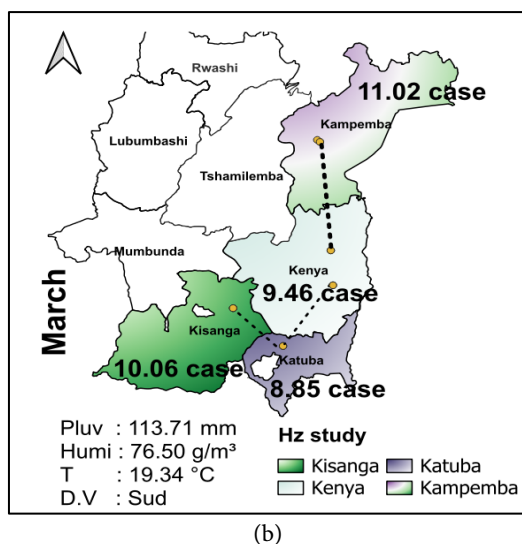 Rwashi
11.02 case
Kampemba
Lubumbashi
Tshamilemba
Mumbunda
Kenya
9.46 case
March
Kisanga
Katuba
10.06 case
8.85 case
Pluv : 113.71 mm
Humi : 76.50 g/m³
T : 19.34 °C
D.V : Sud
Hz study
Kisanga Katuba
Kenya Kampemba
(b)